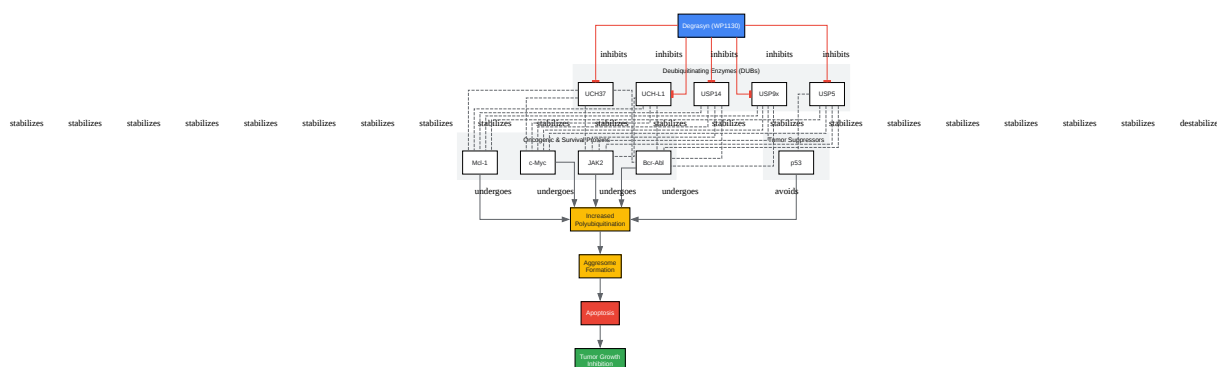 Degrasyn (WP1130)
inhibits inhibits inhibits inhibits inhibits
Deubiquitinating Enzymes (DUBs)
UCH37 UCH-L1 USP14 USP9x USP5
stabilizes stabilizes stabilizes stabilizes stabilizes stabilizes stabilizes stabilizes stabilizes stabilizes stabilizes stabilizes stabilizes stabilizes stabilizes stabilizes stabilizes stabilizes stabilizes stabilizes destabilizes
Oncogenic & Survival Proteins Tumor Suppressors
Mcl-1 c-Myc JAK2 Bcr-Abl p53
undergoes undergoes undergoes undergoes avoids
Increased
Polyubiquitination
Aggresome
Formation
Apoptosis
Tumor Growth
Inhibition